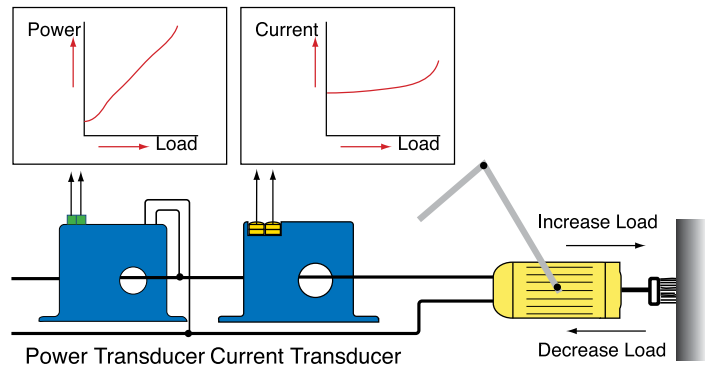 Power
Load
Current
Load
Increase Load
Decrease Load
Power Transducer
Current Transducer